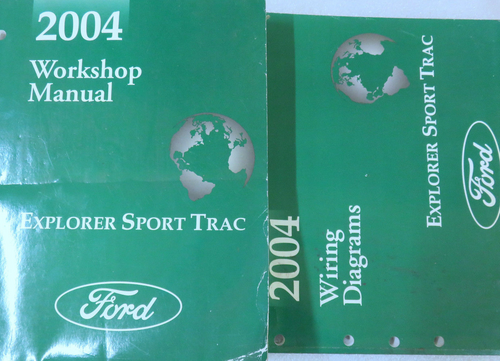 2004
Workshop
Manual
EXPLORER SPORT TRAC
Ford
2004
Wiring
Diagrams
EXPLORER SPORT TRAC
Ford